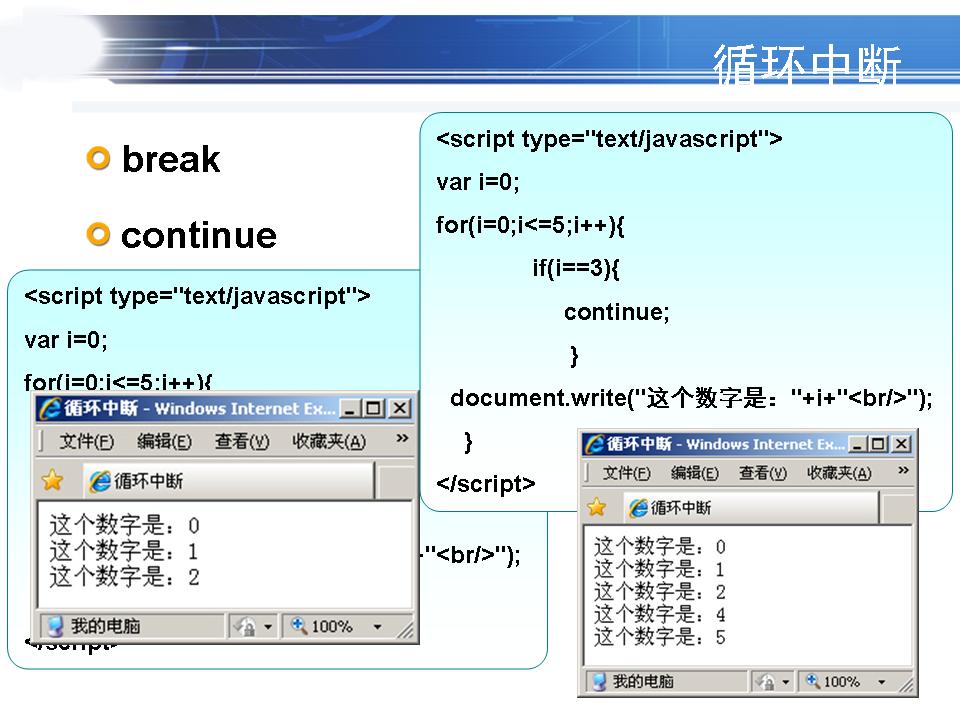 循环中断
break
continue
<script type="text/javascript">
var i=0;
for(i=0;i<=5;i++){
if(i==3){
continue;
}
document.write("这个数字是："+i+"<br/>");
}
</script>
<script type="text/javascript">
var i=0;
for(i=0;i<=5;i++){
"<br/>");
</script>
循环中断 - Windows Internet Ex...
文件(F) 编辑(E) 查看(V) 收藏夹(A) »
循环中断
这个数字是：0
这个数字是：1
这个数字是：2
我的电脑 100%
循环中断 - Windows Internet Ex...
文件(F) 编辑(E) 查看(V) 收藏夹(A) »
循环中断
这个数字是：0
这个数字是：1
这个数字是：2
这个数字是：4
这个数字是：5
我的电脑 100%